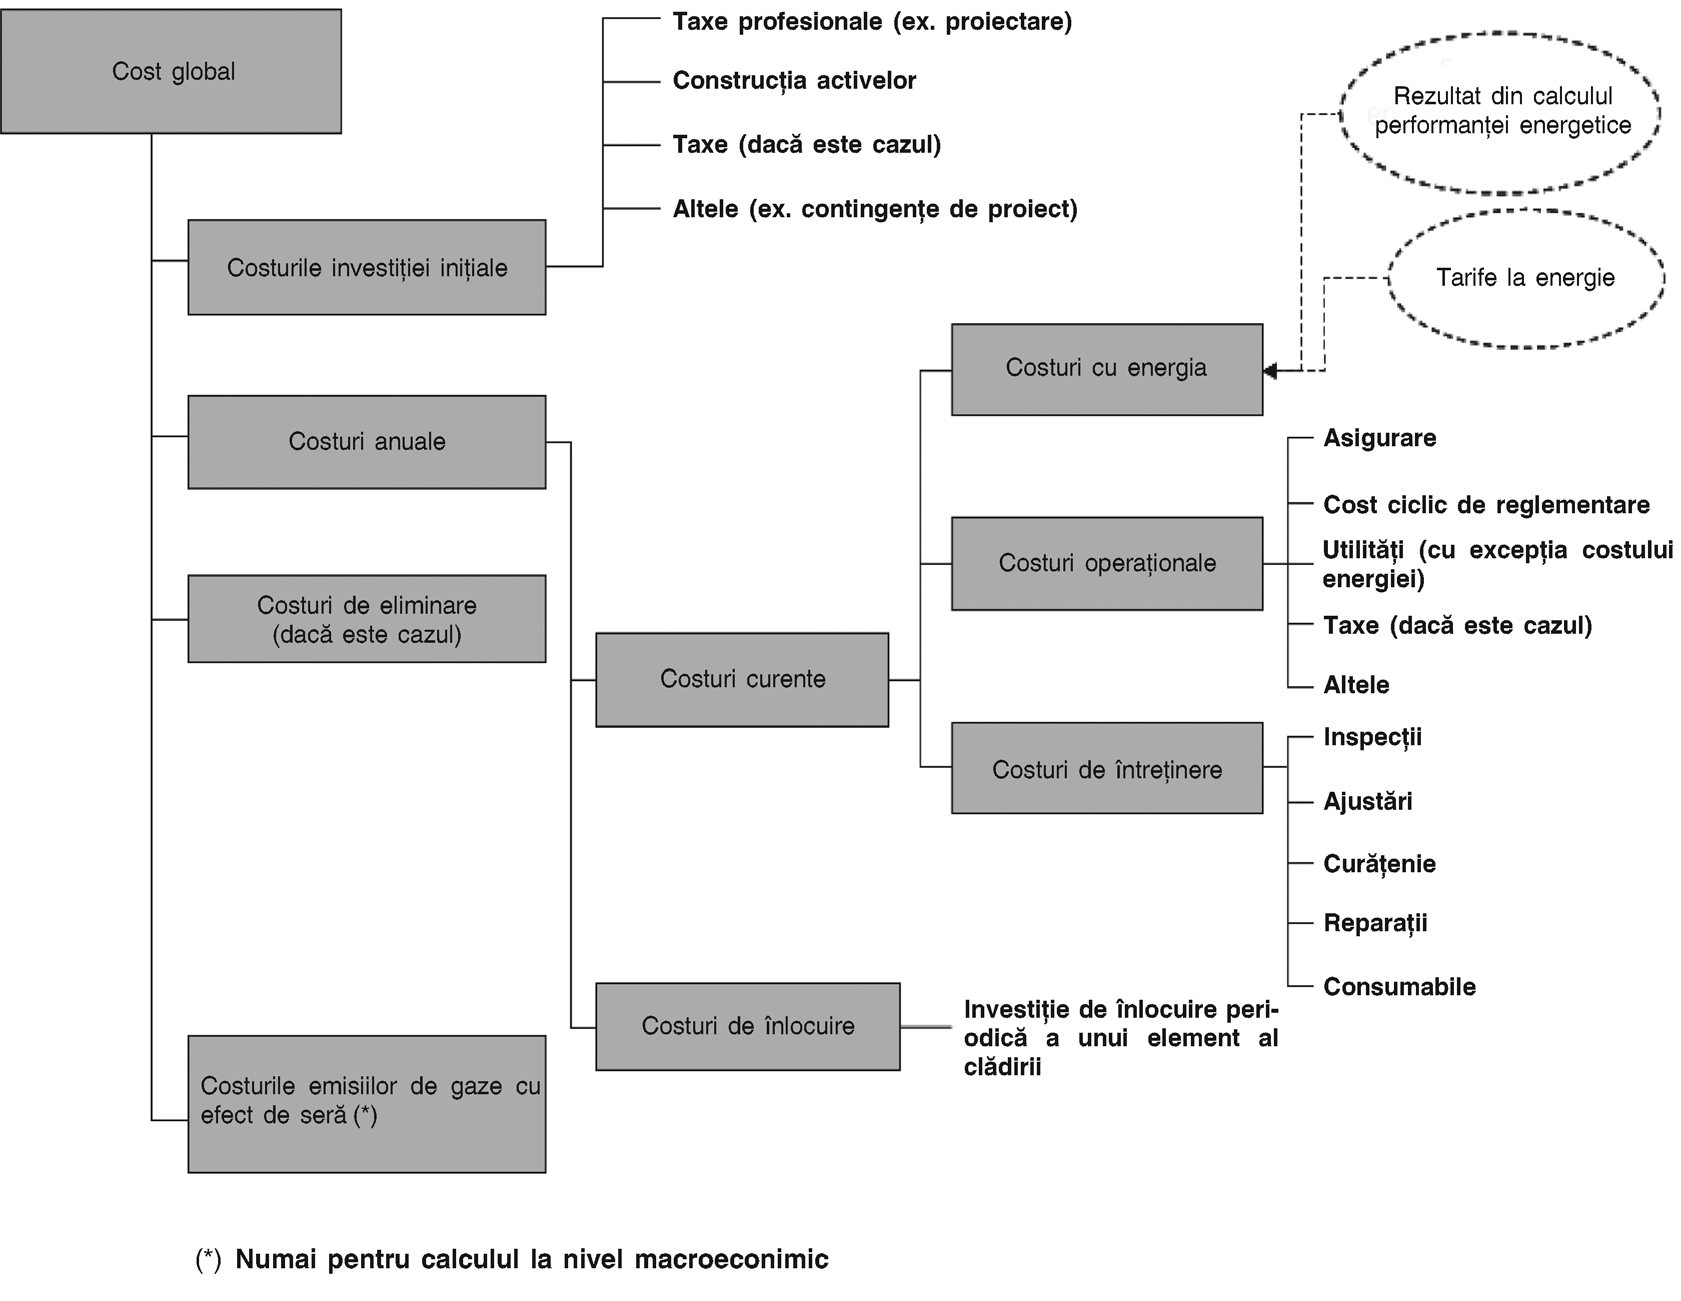 Cost global
Taxe profesionale (ex. proiectare)
Construcția activelor
Taxe (dacă este cazul)
Altele (ex. contingențe de proiect)
Rezultat din calculul
performanței energetice
Tarife la energie
Costurile investiției inițiale
Costuri cu energia
Costuri anuale
Asigurare
Cost ciclic de reglementare
Utilități (cu excepția costului
energiei)
Taxe (dacă este cazul)
Altele
Costuri operaționale
Costuri de eliminare
(dacă este cazul)
Costuri curente
Costuri de întreținere
Inspecții
Ajustări
Curățenie
Reparații
Consumabile
Costuri de înlocuire
Investiție de înlocuire peri-
odică a unui element al
clădirii
Costurile emisiilor de gaze cu
efect de seră (*)
(*) Numai pentru calculul la nivel macroeconimic